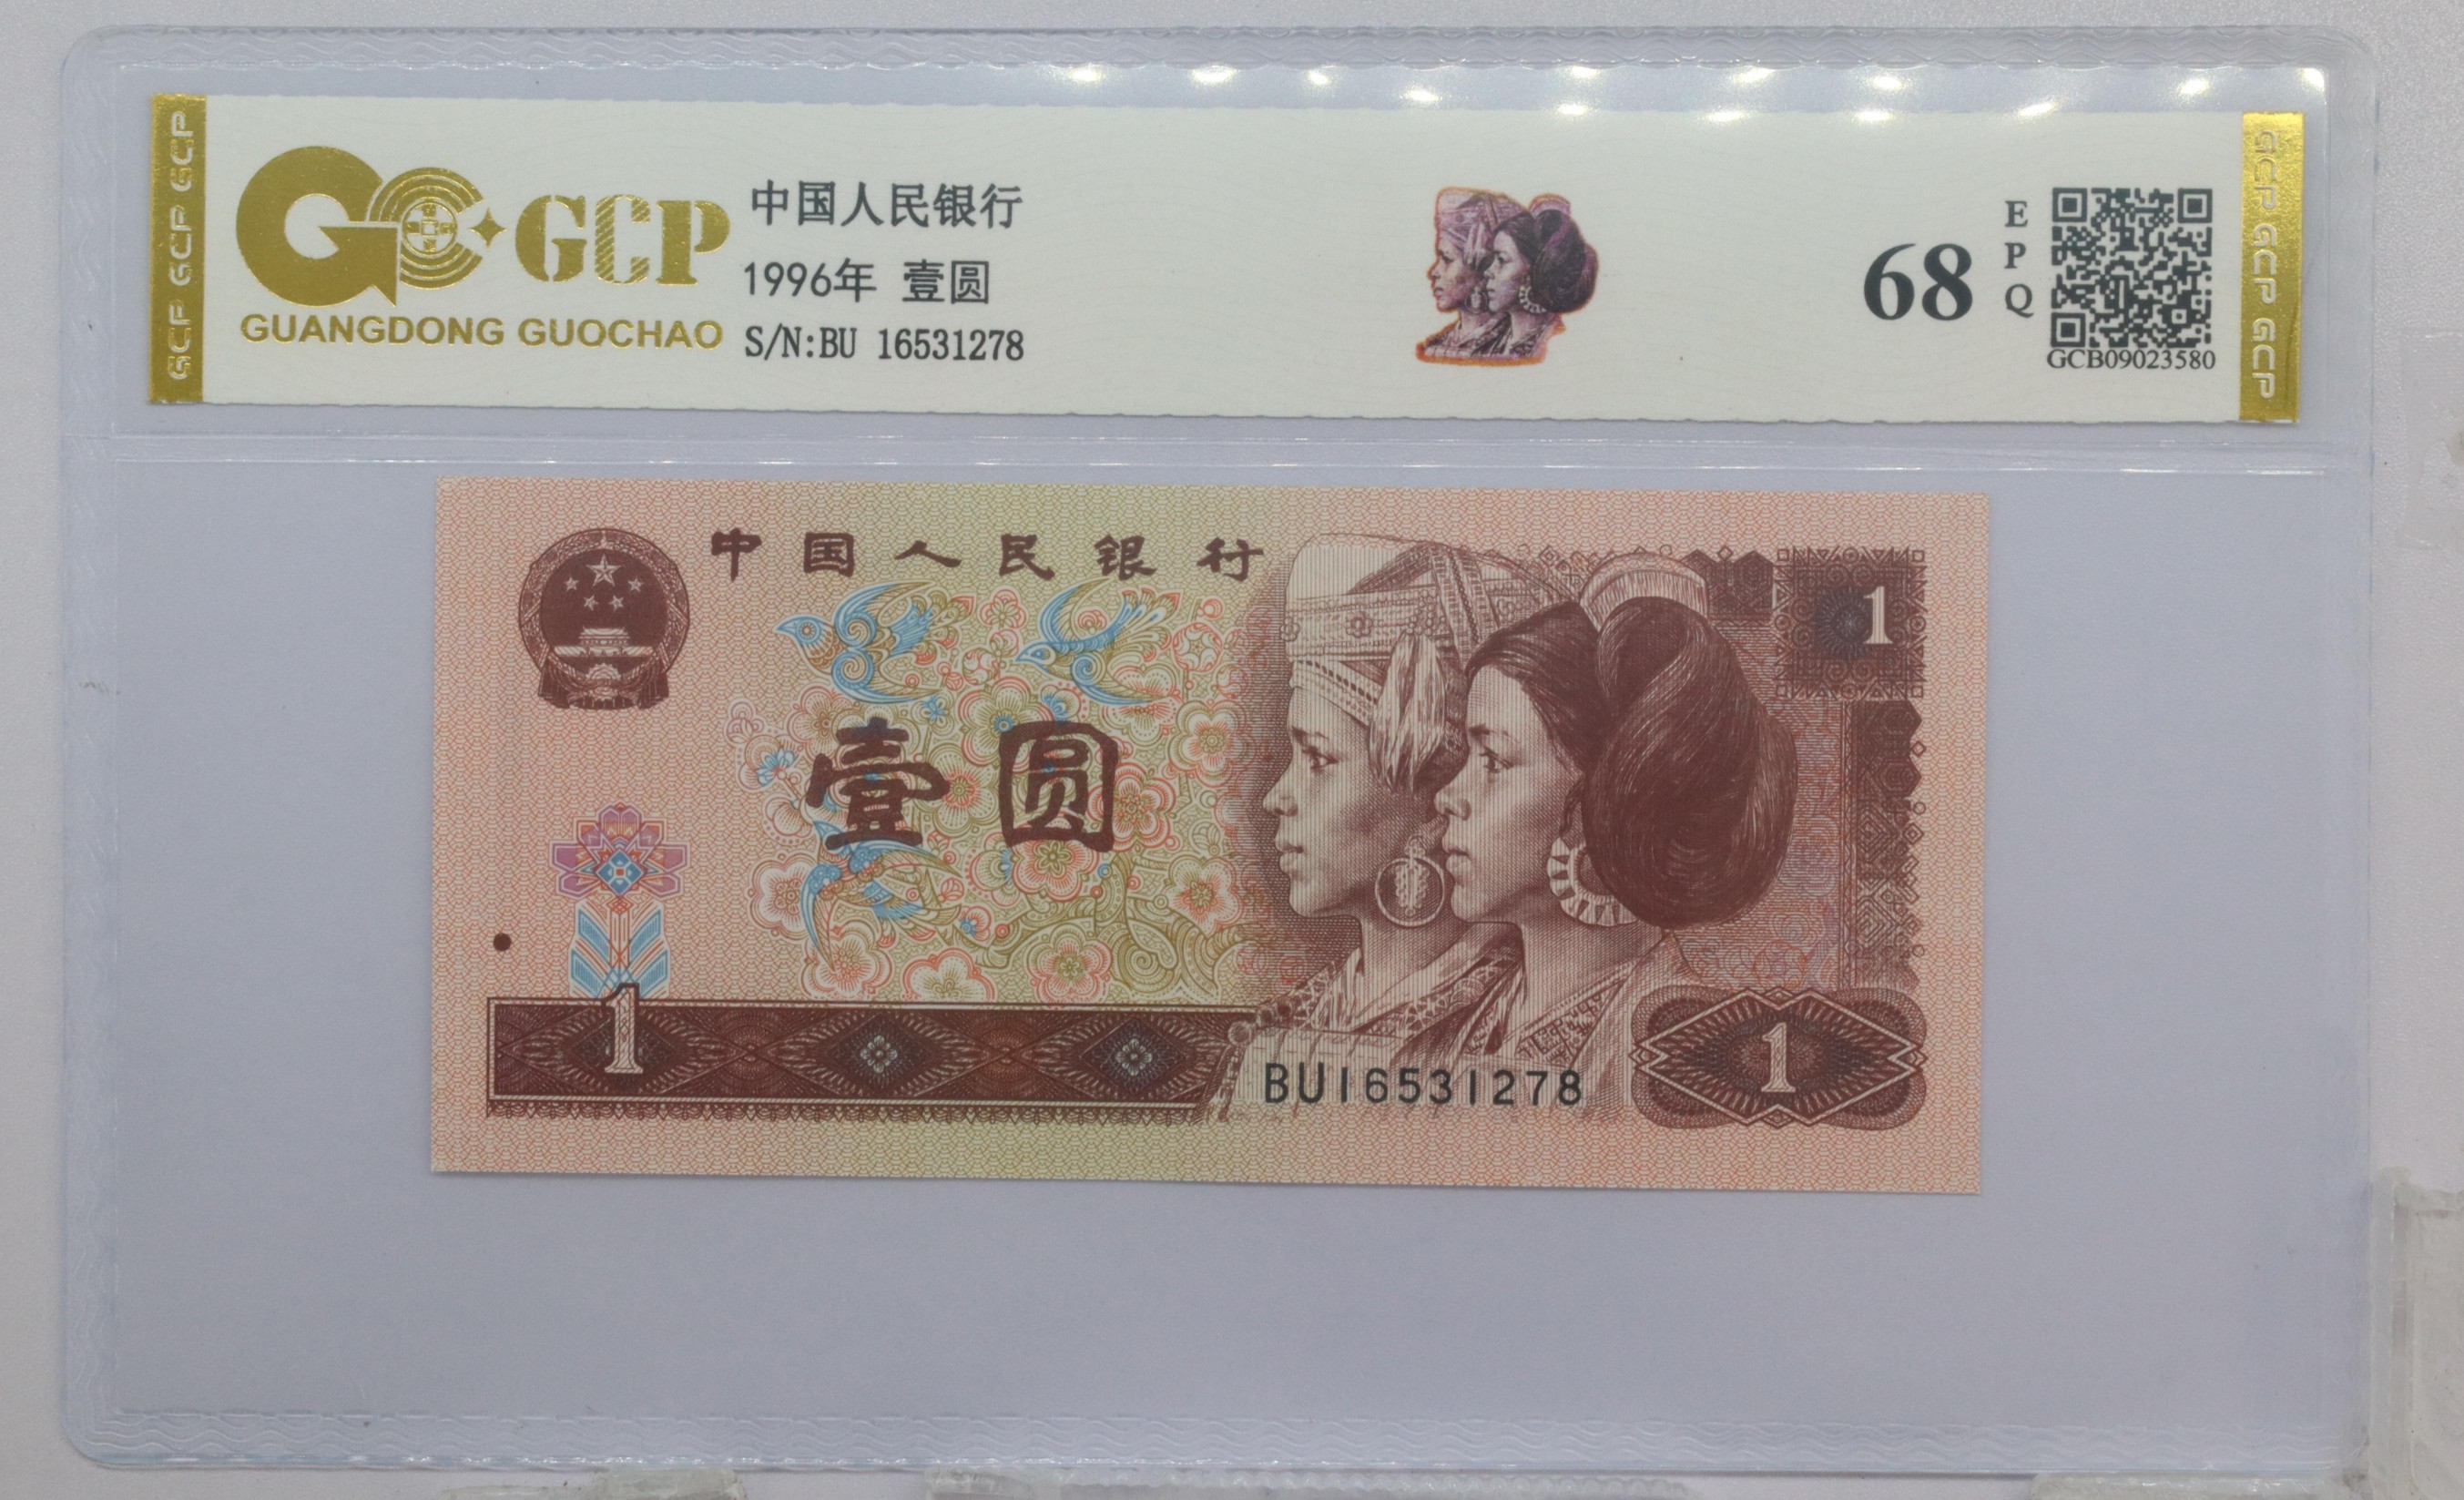 GCP GCP GCP
GCP
GUANGDONG GUOCHAO
中国人民银行
1996年 壹圆
S/N:BU 16531278
68
E
P
Q
GCB09023580
GCP GCP GCP
中国人民银行
1
壹圆
1
BU16531278
1